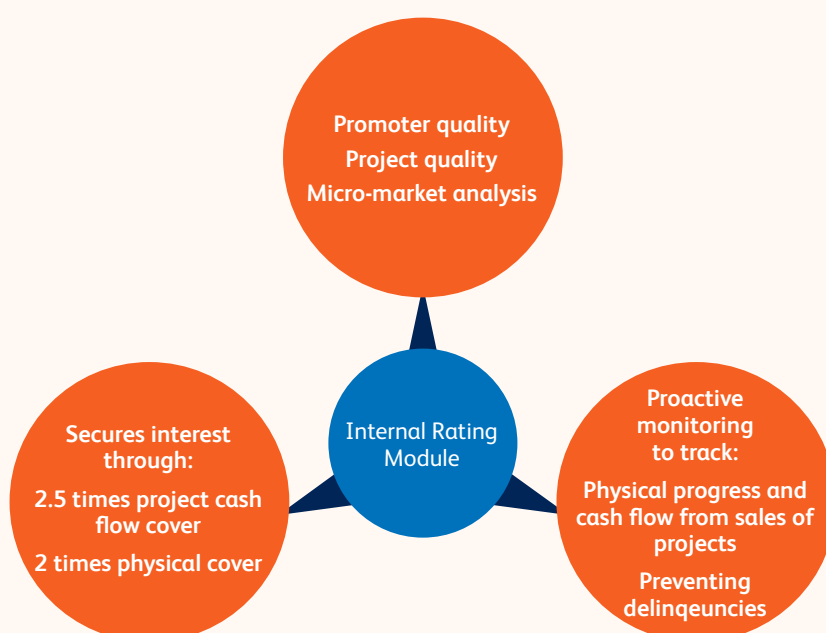 Promoter quality
Project quality
Micro-market analysis
Internal Rating
Module
Secures interest
through:
2.5 times project cash
flow cover
2 times physical cover
Proactive
monitoring
to track:
Physical progress and
cash flow from sales of
projects
Preventing
delinqeuncies